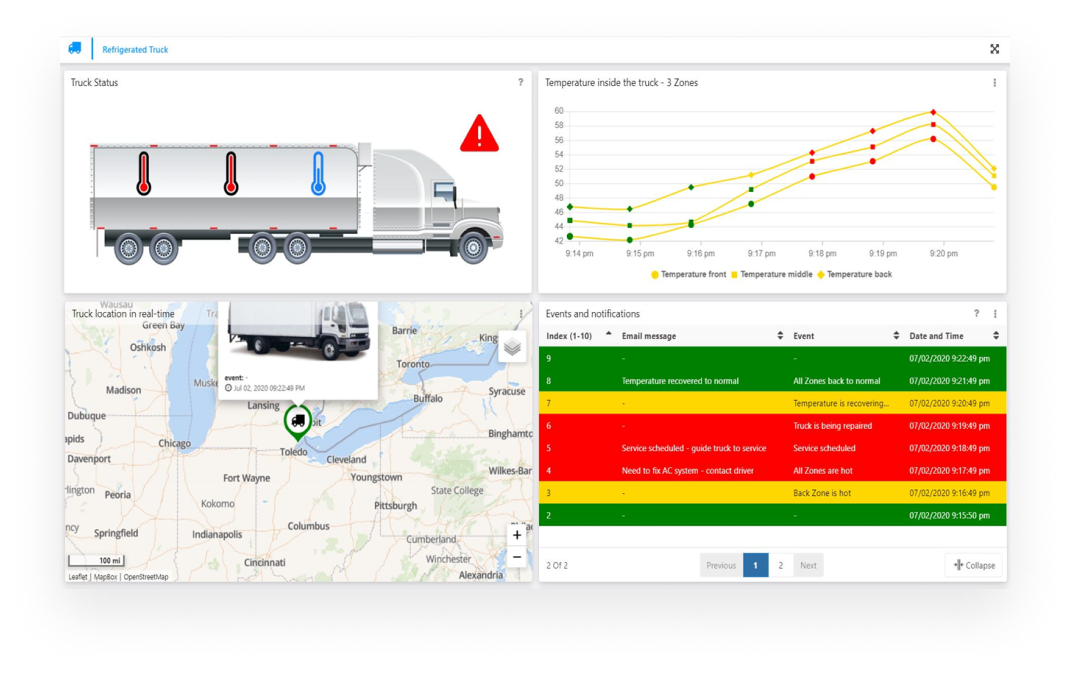 Refrigerated Truck
Truck Status
?
Temperature inside the truck - 3 Zones
60
58
56
54
52
50
48
46
44
42
9:14 pm 9:15 pm 9:16 pm 9:17 pm 9:18 pm 9:19 pm 9:20 pm
Temperature front Temperature middle Temperature back
Truck location in real-time
Wausau
Green Bay
Oshkosh
Madison
Dubuque
apids
Davenport
lington
Peoria
ncy
Springfield
Chicago
Muske
Lansing
event: -
Jul 02, 2020 09:22:49 PM
oit
Toledo
Cleveland
Fort Wayne
Youngstown
Kokomo
Pittsburgh
State College
Indianapolis
Columbus
Cumberland
Cincinnati
Winchester
Alexandria
Barrie
King
Toronto
Buffalo
Syracuse
Binghamtc
Wilkes-Bar
+
−
100 mi
Leaflet | MapBox | OpenStreetMap
Events and notifications
?
Index (1-10) Email message Event Date and Time
9 - - 07/02/2020 9:22:49 pm
8 Temperature recovered to normal All Zones back to normal 07/02/2020 9:21:49 pm
7 - Temperature is recovering... 07/02/2020 9:20:49 pm
6 - Truck is being repaired 07/02/2020 9:19:49 pm
5 Service scheduled - guide truck to service Service scheduled 07/02/2020 9:18:49 pm
4 Need to fix AC system - contact driver All Zones are hot 07/02/2020 9:17:49 pm
3 - Back Zone is hot 07/02/2020 9:16:49 pm
2 - - 07/02/2020 9:15:50 pm
2 Of 2
Previous 1 2 Next
Collapse